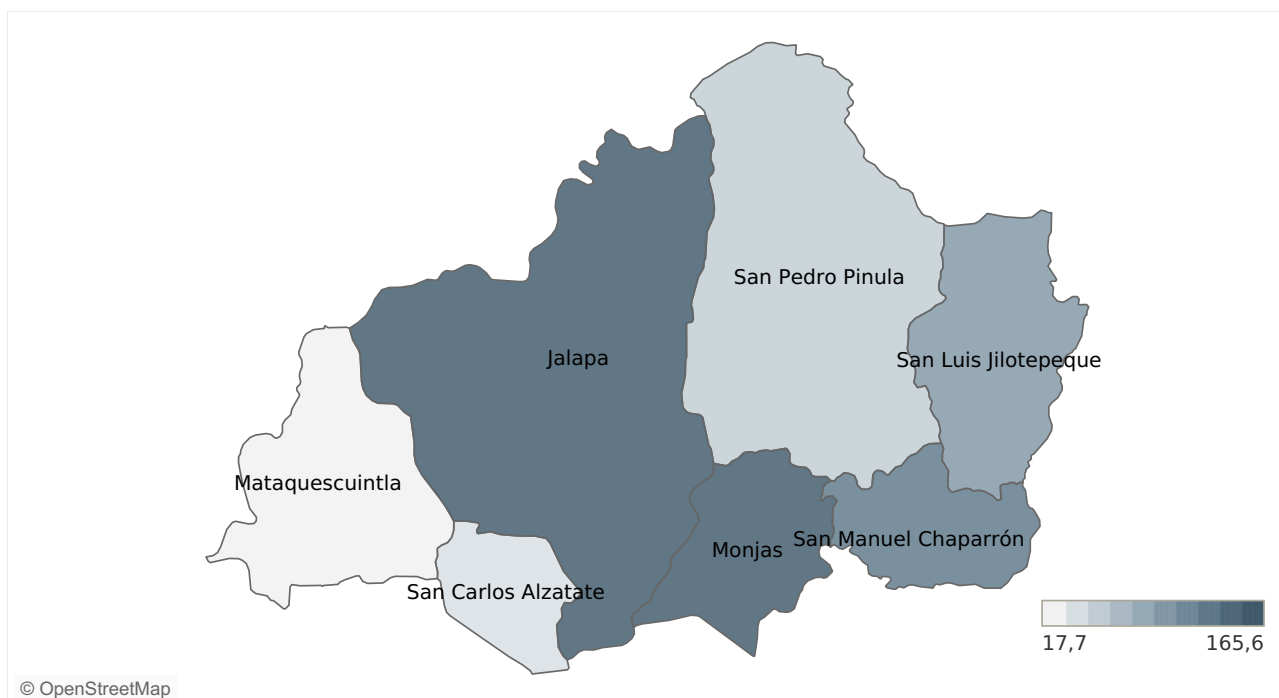 San Pedro Pinula
Jalapa
San Luis Jilotepeque
Mataquescuintla
Monjas
San Manuel Chaparrón
San Carlos Alzatate
17,7
165,6
© OpenStreetMap